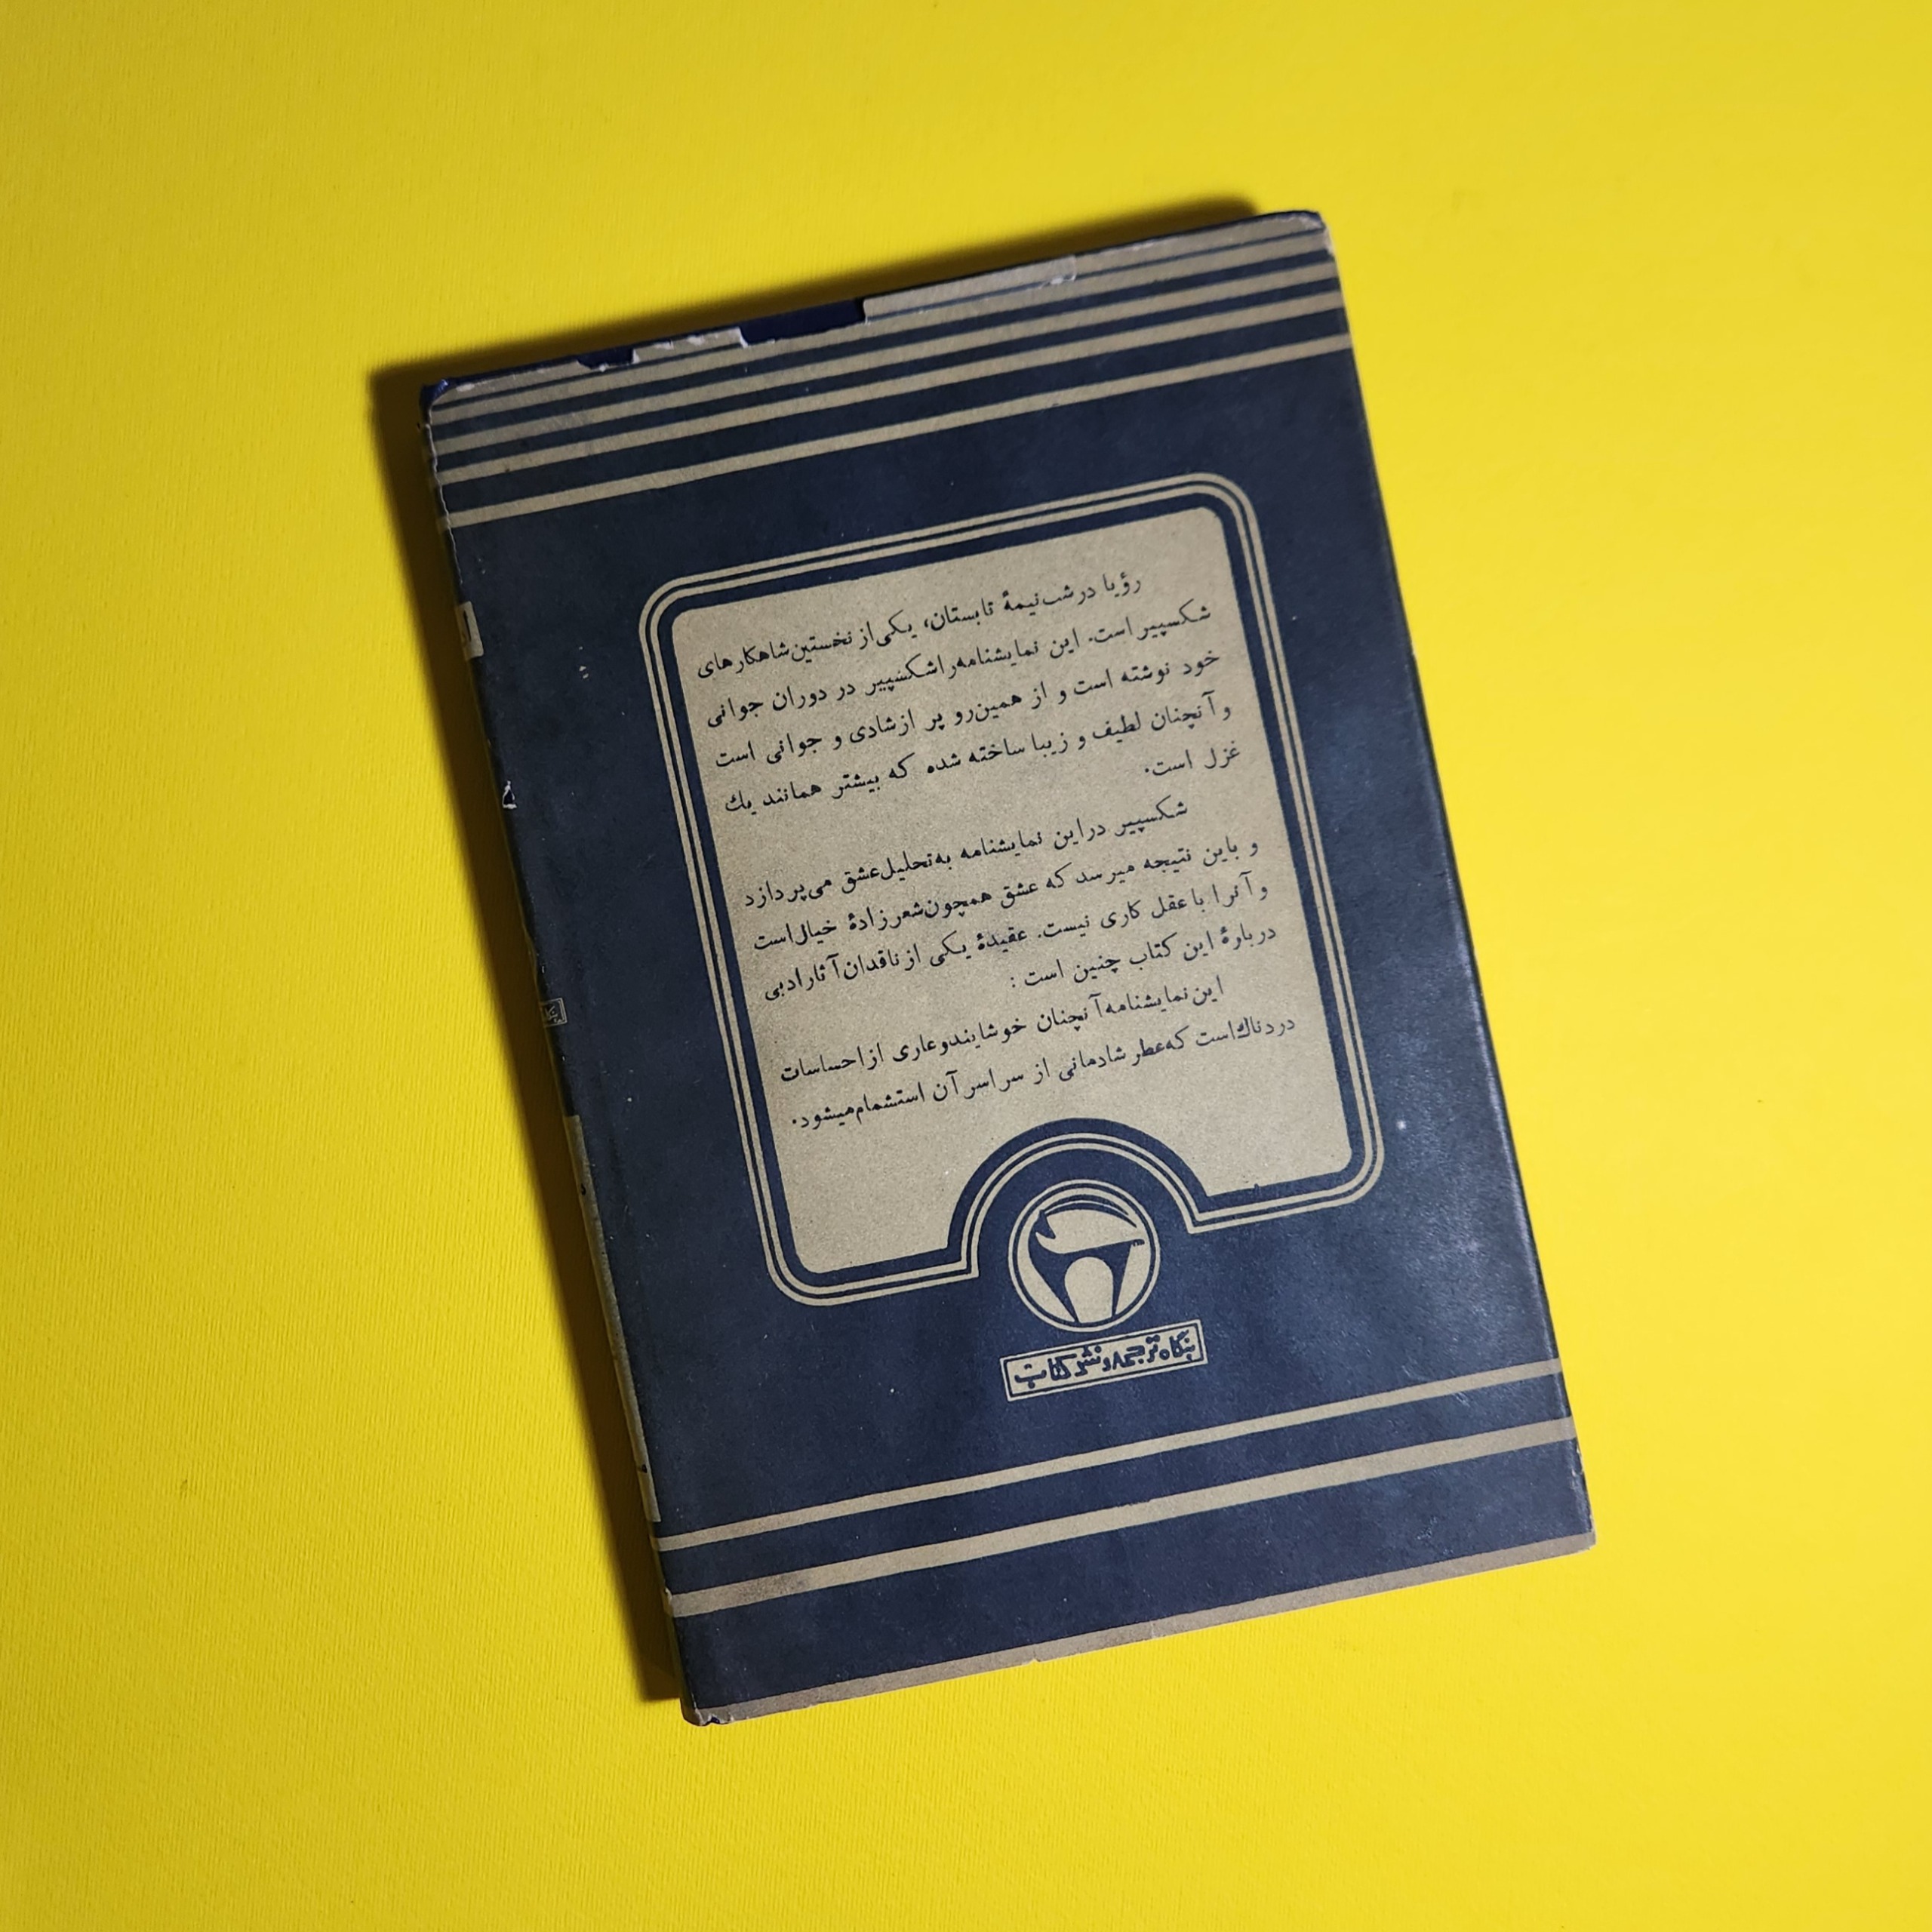 رؤیا در شب نیمهٔ تابستان، یکی از نخستین شاهکارهای
شکسپیر است. این نمایشنامه را شکسپیر در دوران جوانی
خود نوشته است و از همین‌رو پر از شادی و جوانی است
و آنچنان لطیف و زیبا ساخته شده که بیشتر همانند یك
غزل است.
شکسپیر در این نمایشنامه به تحلیل عشق می‌پردازد
و باین نتیجه میرسد که عشق همچون شعر زادهٔ خیال است
و آنرا با عقل کاری نیست. عقیدهٔ یکی از ناقدان آثار ادبی
دربارهٔ این کتاب چنین است :
این نمایشنامه آنچنان خوشایند و عاری از احساسات
دردناك است که عطر شادمانی از سراسر آن استشمام میشود.
بنگاه ترجمه و نشر کتاب